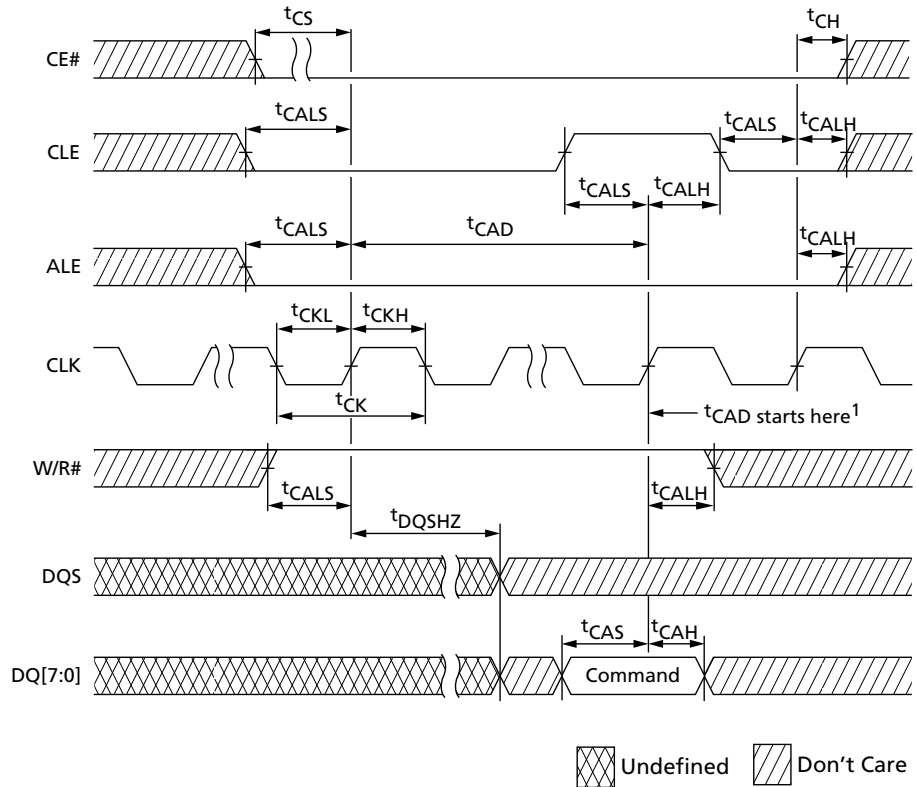 tCS
tCH
CE#
tCALS
tCALS
tCALH
CLE
tCALS
tCALH
tCALS
tCAD
tCALH
ALE
tCKL
tCKH
CLK
tCK
tCAD starts here1
W/R#
tCALS
tCALH
tDQSHZ
DQS
tCAS
tCAH
DQ[7:0]
Command
Undefined
Don't Care